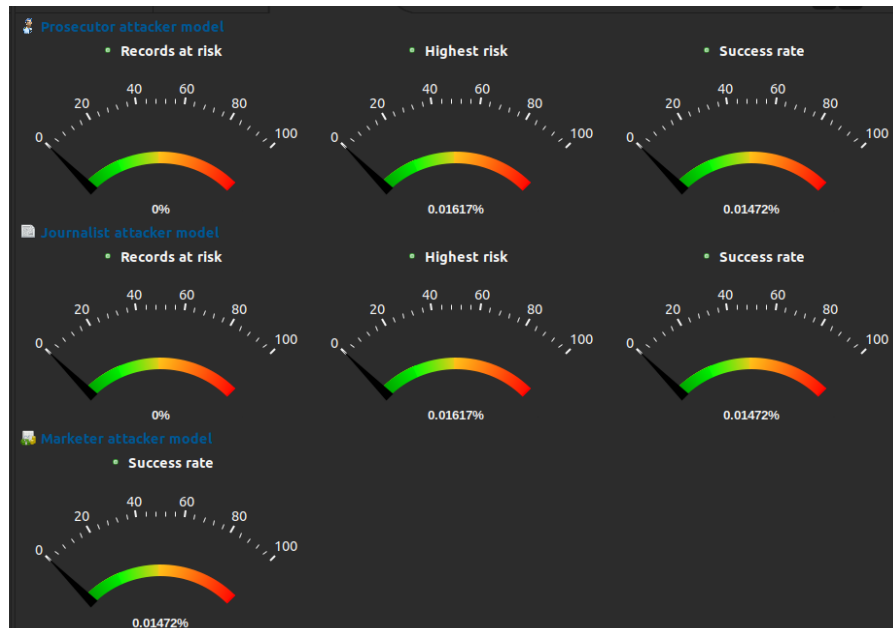 Prosecutor attacker model
Records at risk
Highest risk
Success rate
0 20 40 60 80 100
0 20 40 60 80 100
0 20 40 60 80 100
0% 0.01617% 0.01472%
Journalist attacker model
Records at risk
Highest risk
Success rate
0 20 40 60 80 100
0 20 40 60 80 100
0 20 40 60 80 100
0% 0.01617% 0.01472%
Marketer attacker model
Success rate
0 20 40 60 80 100
0.01472%